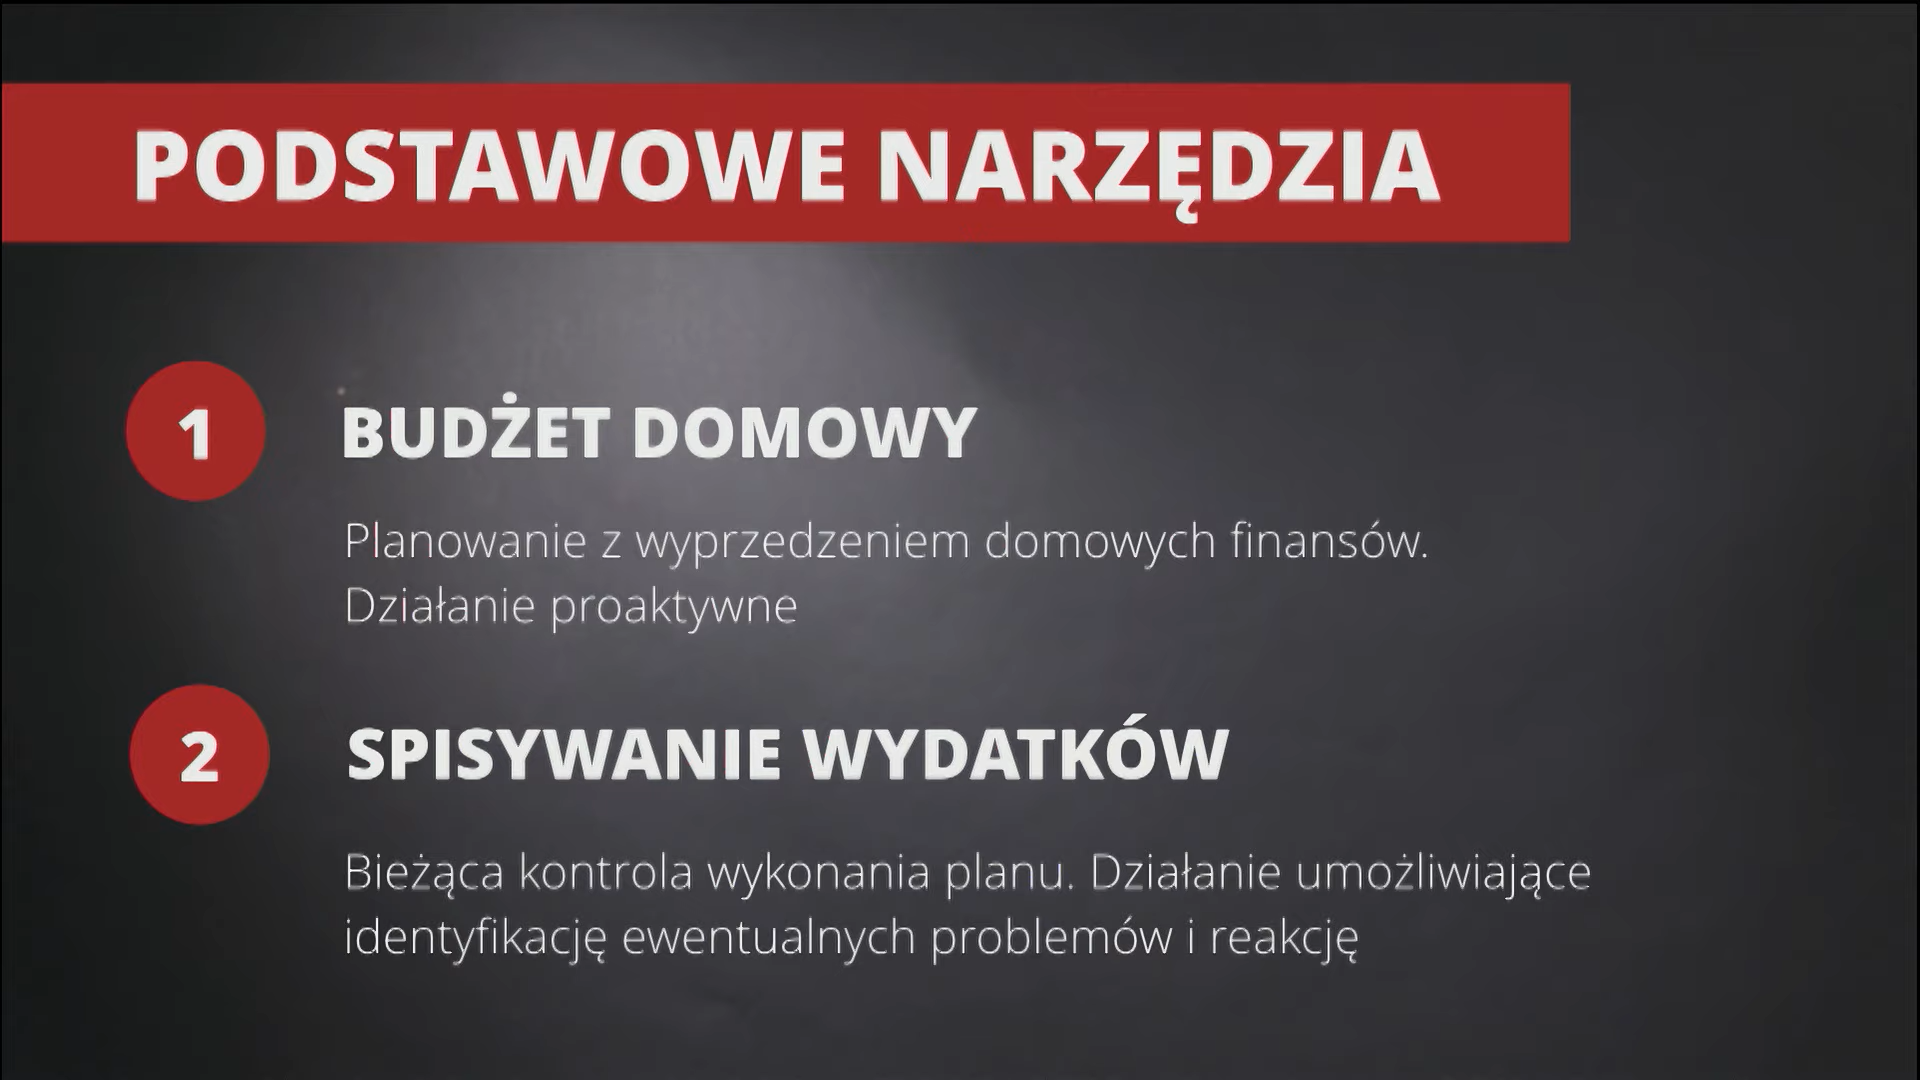 PODSTAWOWE NARZĘDZIA
1
BUDŻET DOMOWY
Planowanie z wyprzedzeniem domowych finansów.
Działanie proaktywne
2
SPISYWANIE WYDATKÓW
Bieżąca kontrola wykonania planu. Działanie umożliwiające
identyfikację ewentualnych problemów i reakcję